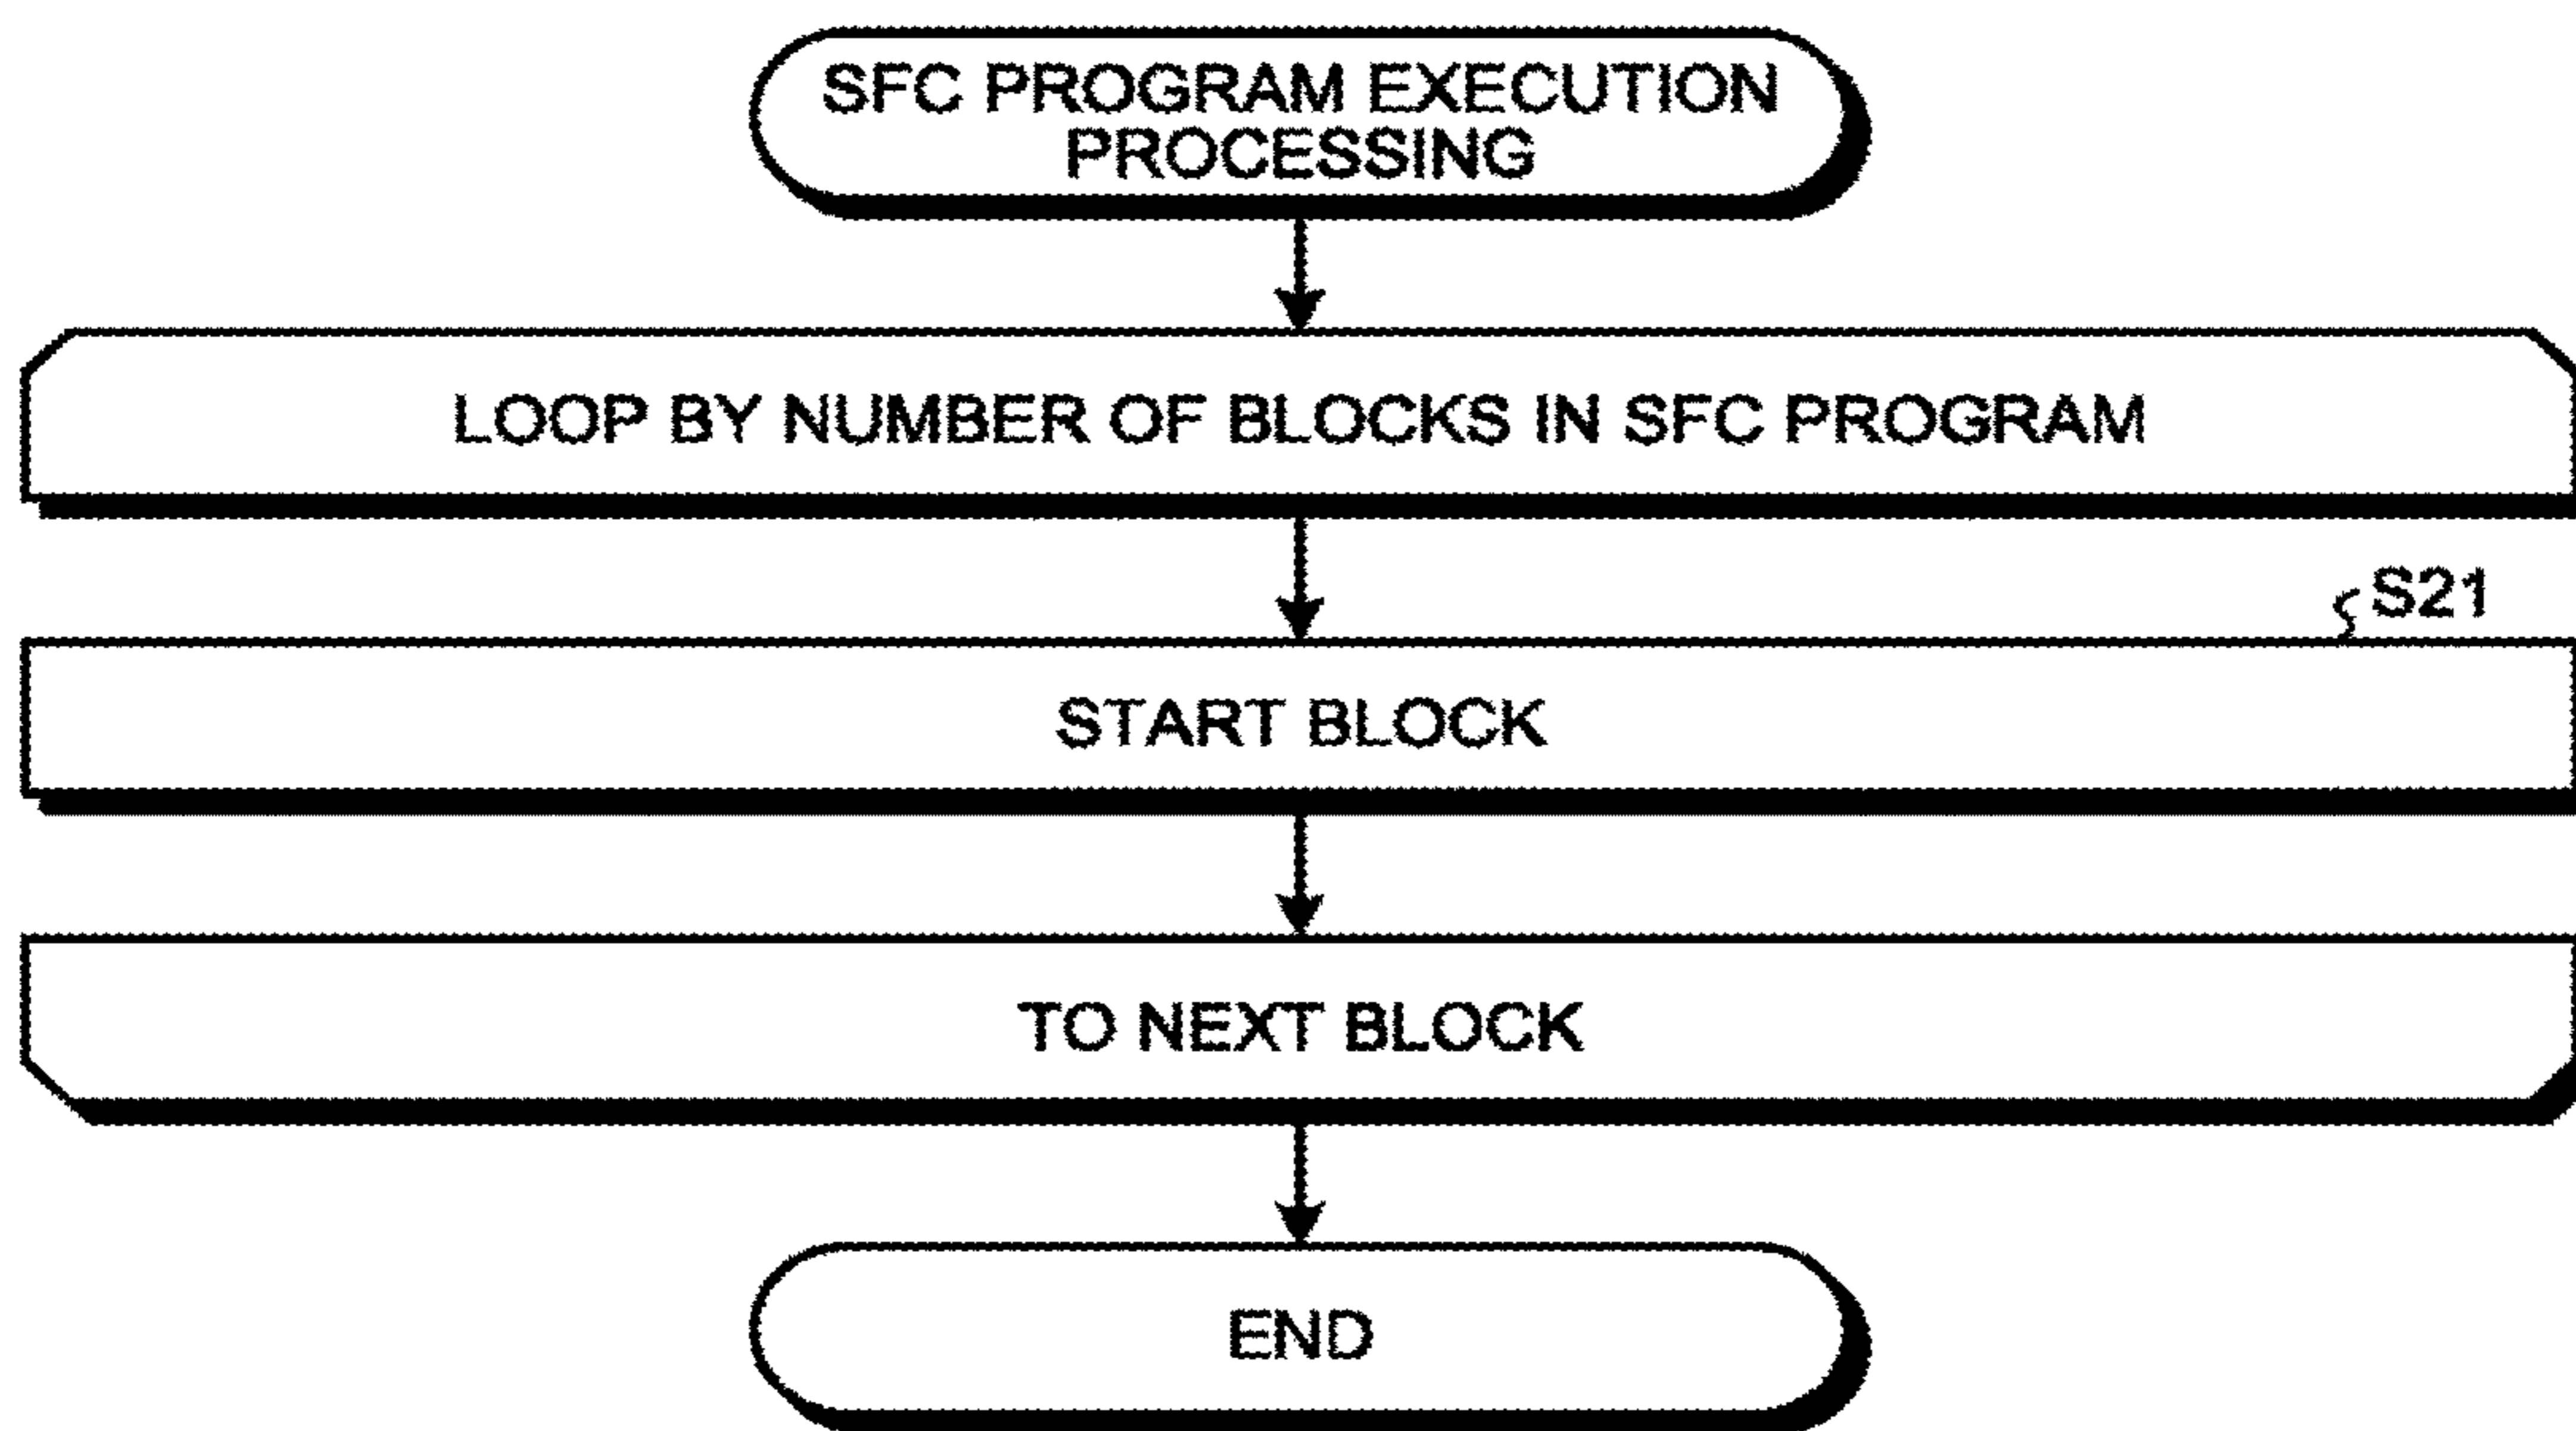 SFC PROGRAM EXECUTION
PROCESSING
LOOP BY NUMBER OF BLOCKS IN SFC PROGRAM
S21
START BLOCK
TO NEXT BLOCK
END